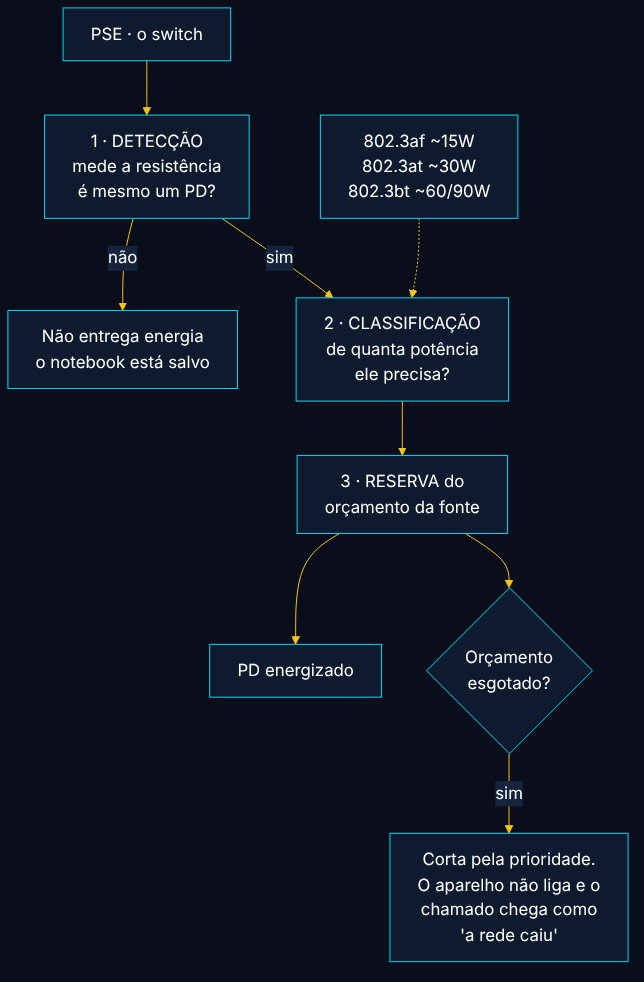 PSE · o switch
1 · DETECÇÃO
mede a resistência
é mesmo um PD?
802.3af ~15W
802.3at ~30W
802.3bt ~60/90W
não
sim
Não entrega energia
o notebook está salvo
2 · CLASSIFICAÇÃO
de quanta potência
ele precisa?
3 · RESERVA do
orçamento da fonte
PD energizado
Orçamento
esgotado?
sim
Corta pela prioridade.
O aparelho não liga e o
chamado chega como
'a rede caiu'